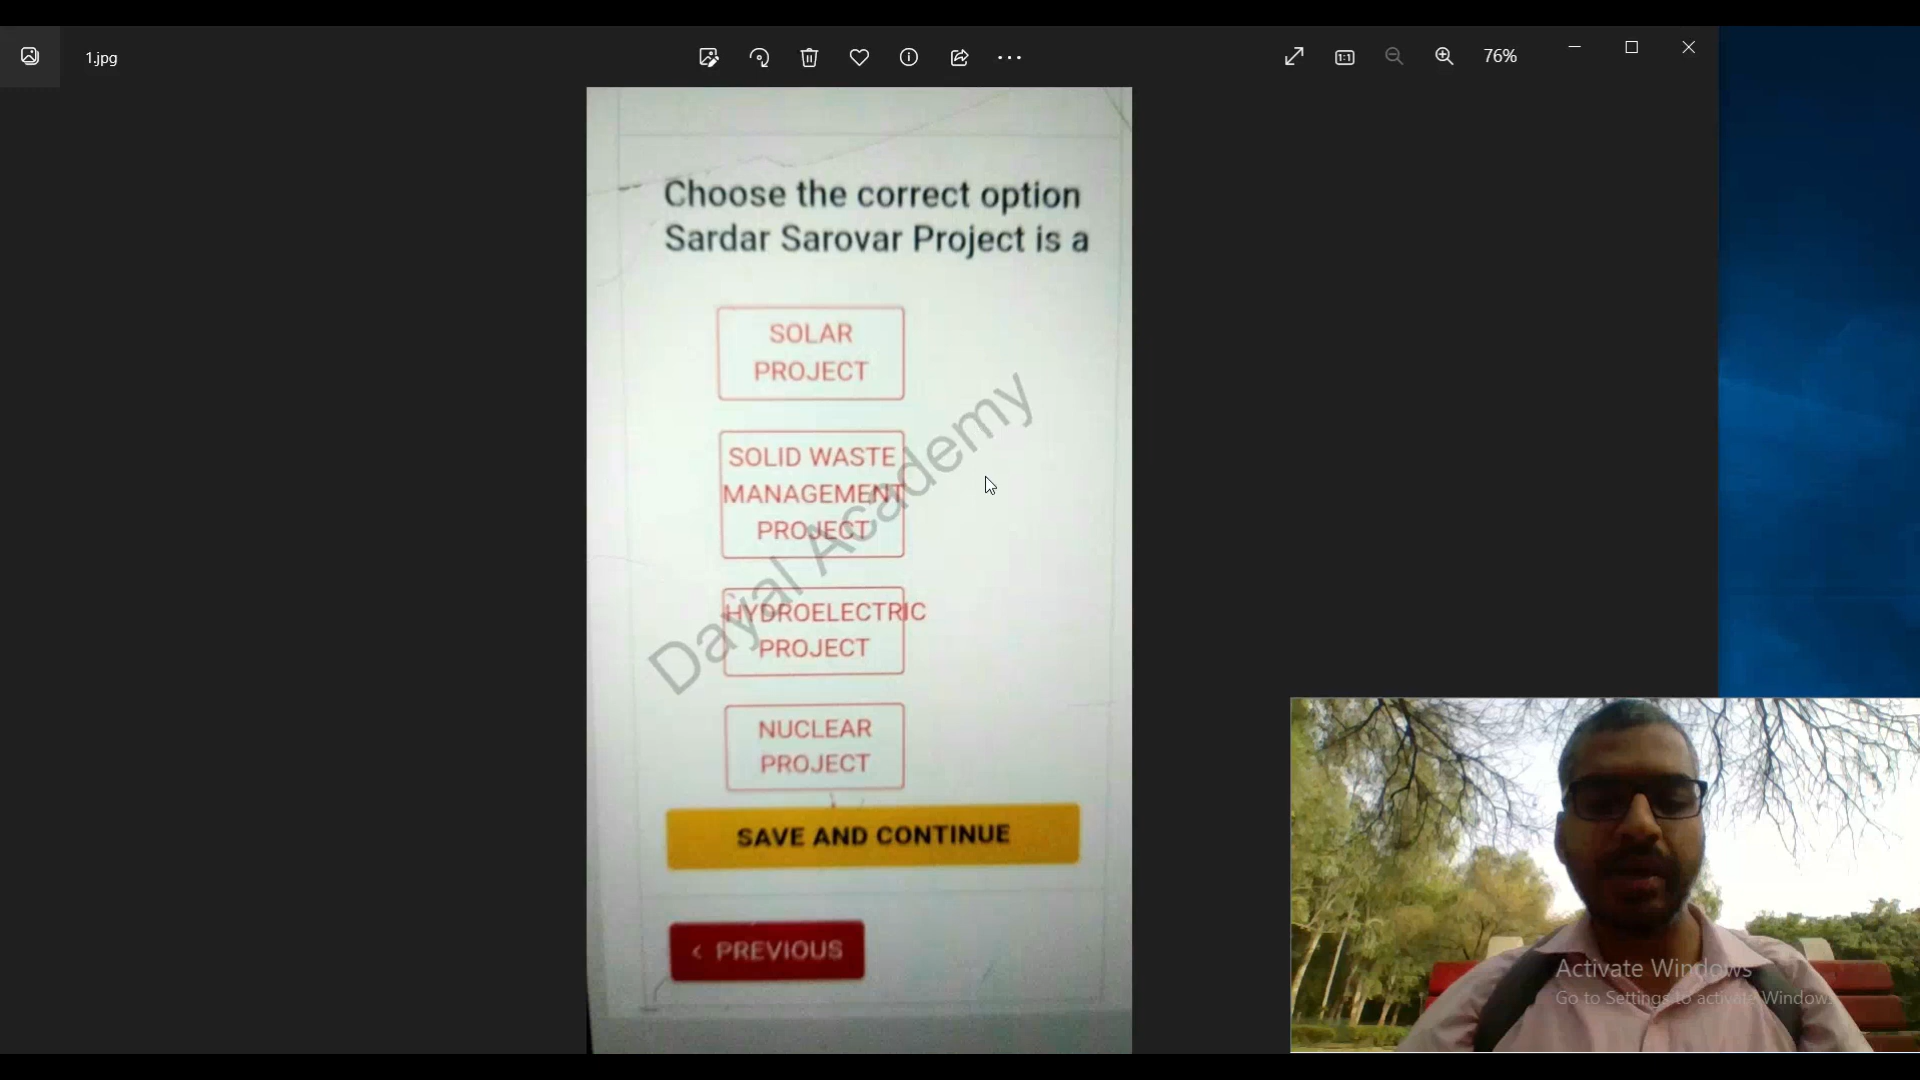 1.jpg
76%
Choose the correct option
Sardar Sarovar Project is a
SOLAR
PROJECT
SOLID WASTE
MANAGEMENT
PROJECT
HYDROELECTRIC
PROJECT
NUCLEAR
PROJECT
Dayal Academy
SAVE AND CONTINUE
< PREVIOUS
Activate Windows
Go to Settings to activate Windows.